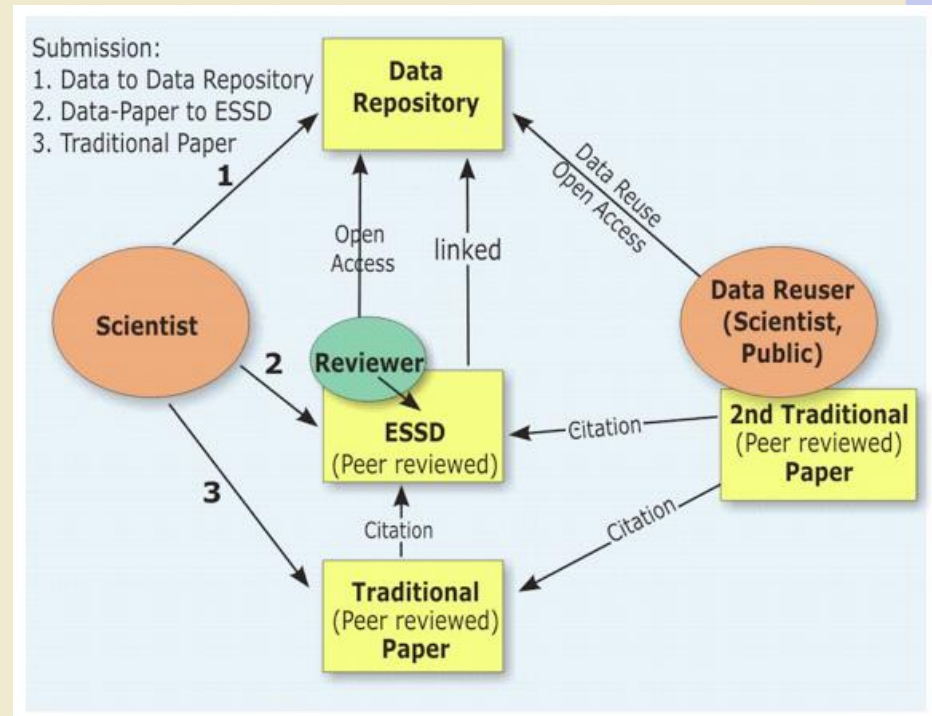 Submission:
1. Data to Data Repository
2. Data-Paper to ESSD
3. Traditional Paper
Data
Repository
1
Data Reuse
Open Access
Open
Access
linked
Scientist
Data Reuser
(Scientist,
Public)
2
Reviewer
ESSD
(Peer reviewed)
Citation
2nd Traditional
(Peer reviewed)
Paper
3
Citation
Citation
Traditional
(Peer reviewed)
Paper